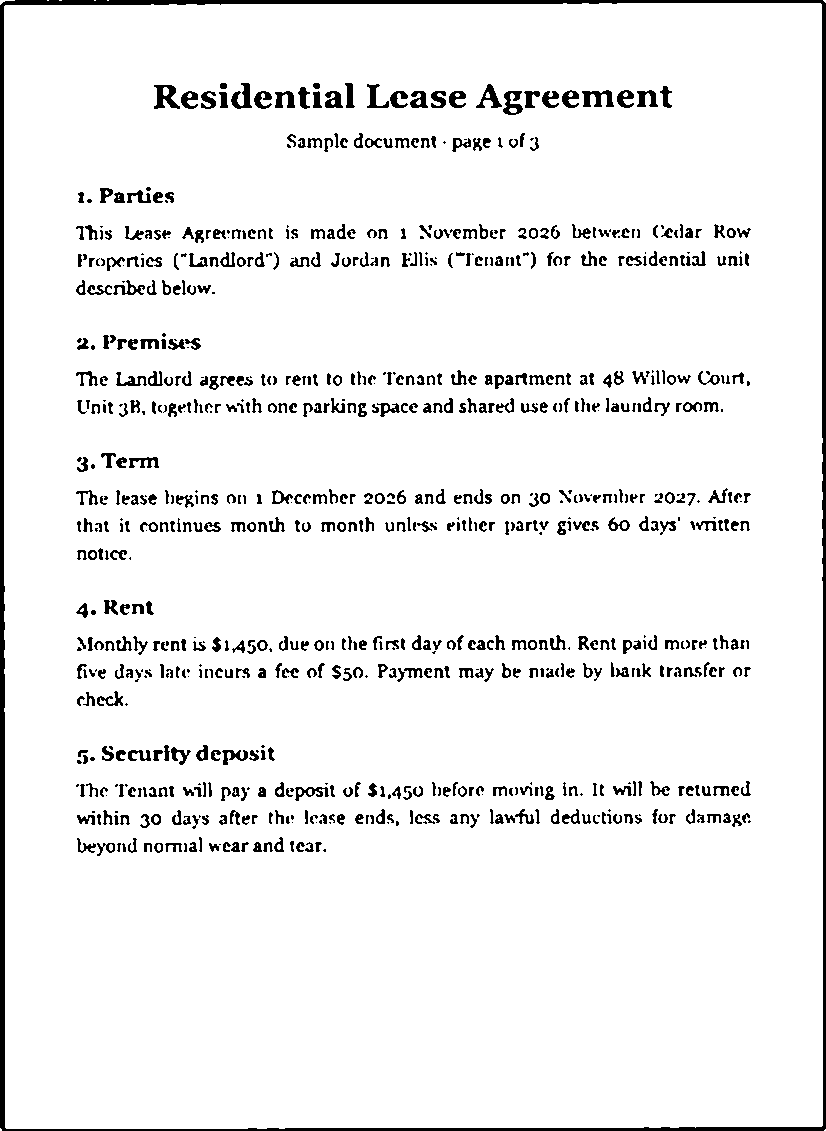 Residential Lease Agreement
Sample document · page 1 of 3
1. Parties
This Lease Agreement is made on 1 November 2026 between Cedar Row
Properties ("Landlord") and Jordan Ellis ("Tenant") for the residential unit
described below.
2. Premises
The Landlord agrees to rent to the Tenant the apartment at 48 Willow Court,
Unit 3B, together with one parking space and shared use of the laundry room.
3. Term
The lease begins on 1 December 2026 and ends on 30 November 2027. After
that it continues month to month unless either party gives 60 days' written
notice.
4. Rent
Monthly rent is $1,450, due on the first day of each month. Rent paid more than
five days late incurs a fee of $50. Payment may be made by bank transfer or
check.
5. Security deposit
The Tenant will pay a deposit of $1,450 before moving in. It will be returned
within 30 days after the lease ends, less any lawful deductions for damage
beyond normal wear and tear.